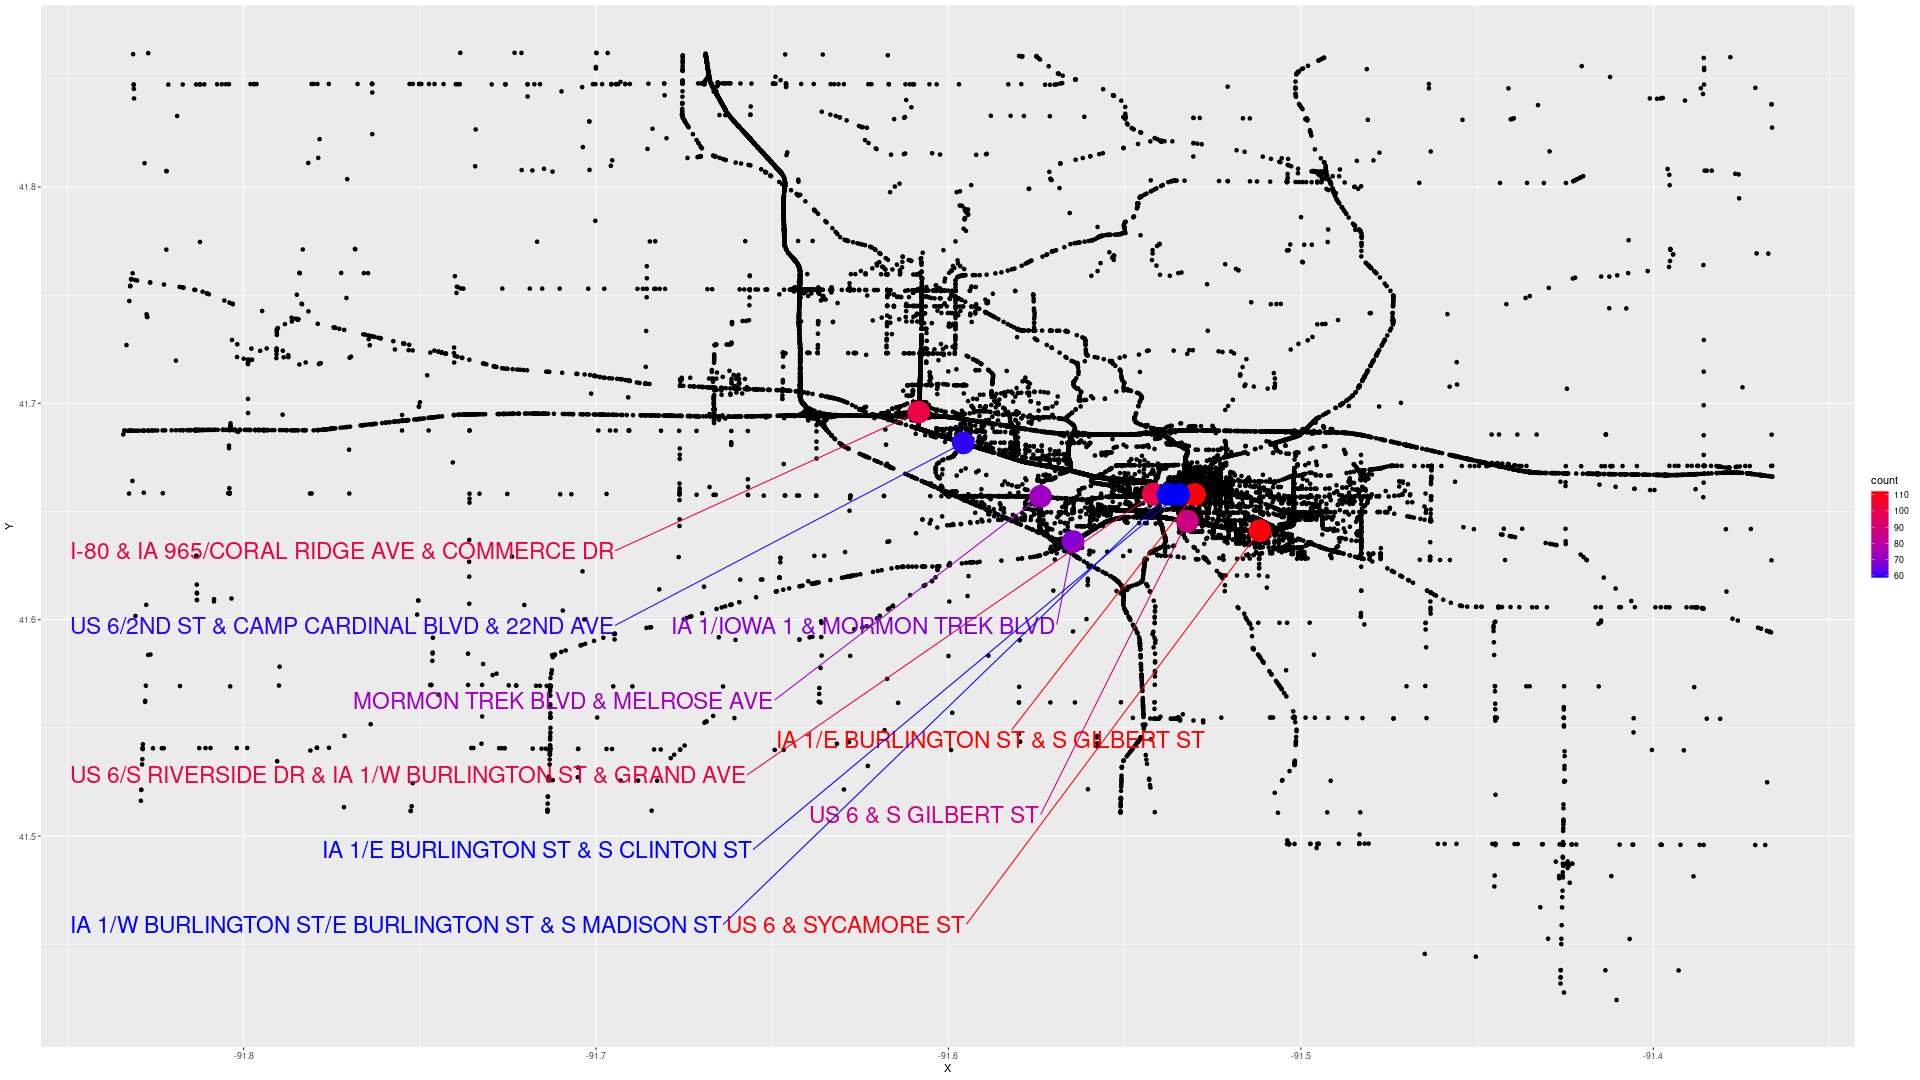 41.8
41.7
41.6
41.5
Y
I-80 & IA 965/CORAL RIDGE AVE & COMMERCE DR
US 6/2ND ST & CAMP CARDINAL BLVD & 22ND AVE
IA 1/IOWA 1 & MORMON TREK BLVD
MORMON TREK BLVD & MELROSE AVE
IA 1/E BURLINGTON ST & S GILBERT ST
US 6/S RIVERSIDE DR & IA 1/W BURLINGTON ST & GRAND AVE
US 6 & S GILBERT ST
IA 1/E BURLINGTON ST & S CLINTON ST
IA 1/W BURLINGTON ST/E BURLINGTON ST & S MADISON ST
US 6 & SYCAMORE ST
-91.8
-91.7
-91.6
-91.5
-91.4
X
count
110
100
90
80
70
60